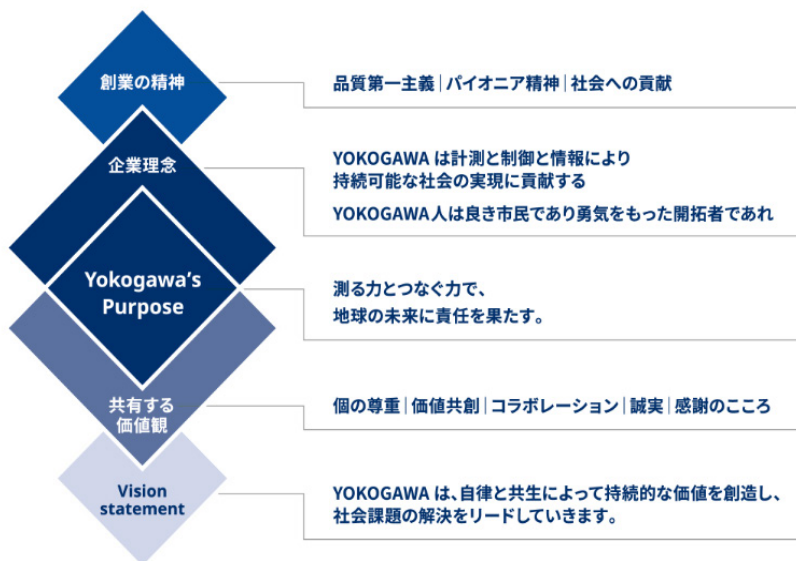 創業の精神
品質第一主義|パイオニア精神|社会への貢献
企業理念
YOKOGAWA は計測と制御と情報により
持続可能な社会の実現に貢献する
YOKOGAWA人は良き市民であり勇気をもった開拓者であれ
Yokogawa’s
Purpose
測る力とつなぐ力で、
地球の未来に責任を果たす。
共有する
価値観
個の尊重|価値共創|コラボレーション|誠実|感謝のこころ
Vision
statement
YOKOGAWA は、自律と共生によって持続的な価値を創造し、
社会課題の解決をリードしていきます。